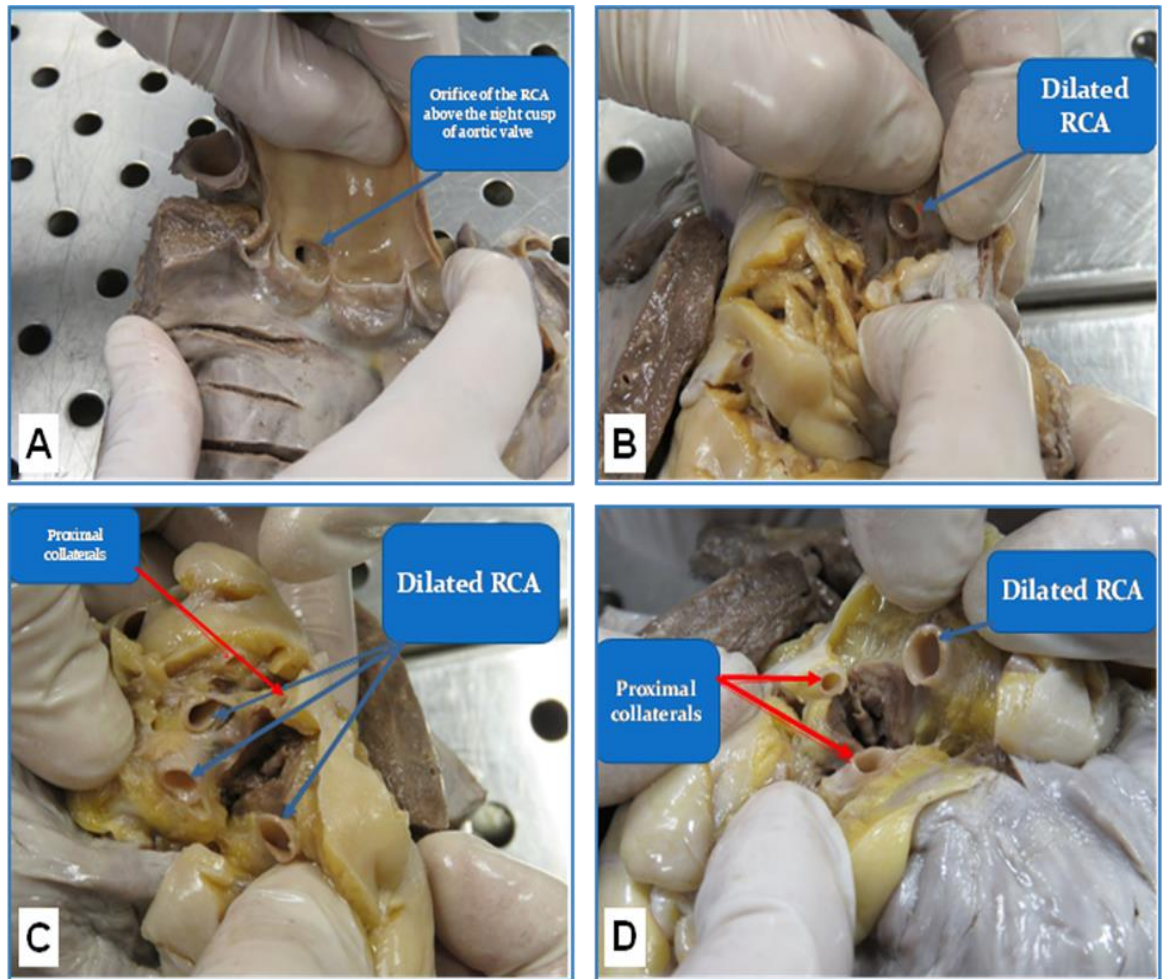 Orifice of the RCA
above the right cusp
of aortic valve
A
Dilated
RCA
B
Proximal
collaterals
Dilated RCA
C
Dilated RCA
Proximal
collaterals
D